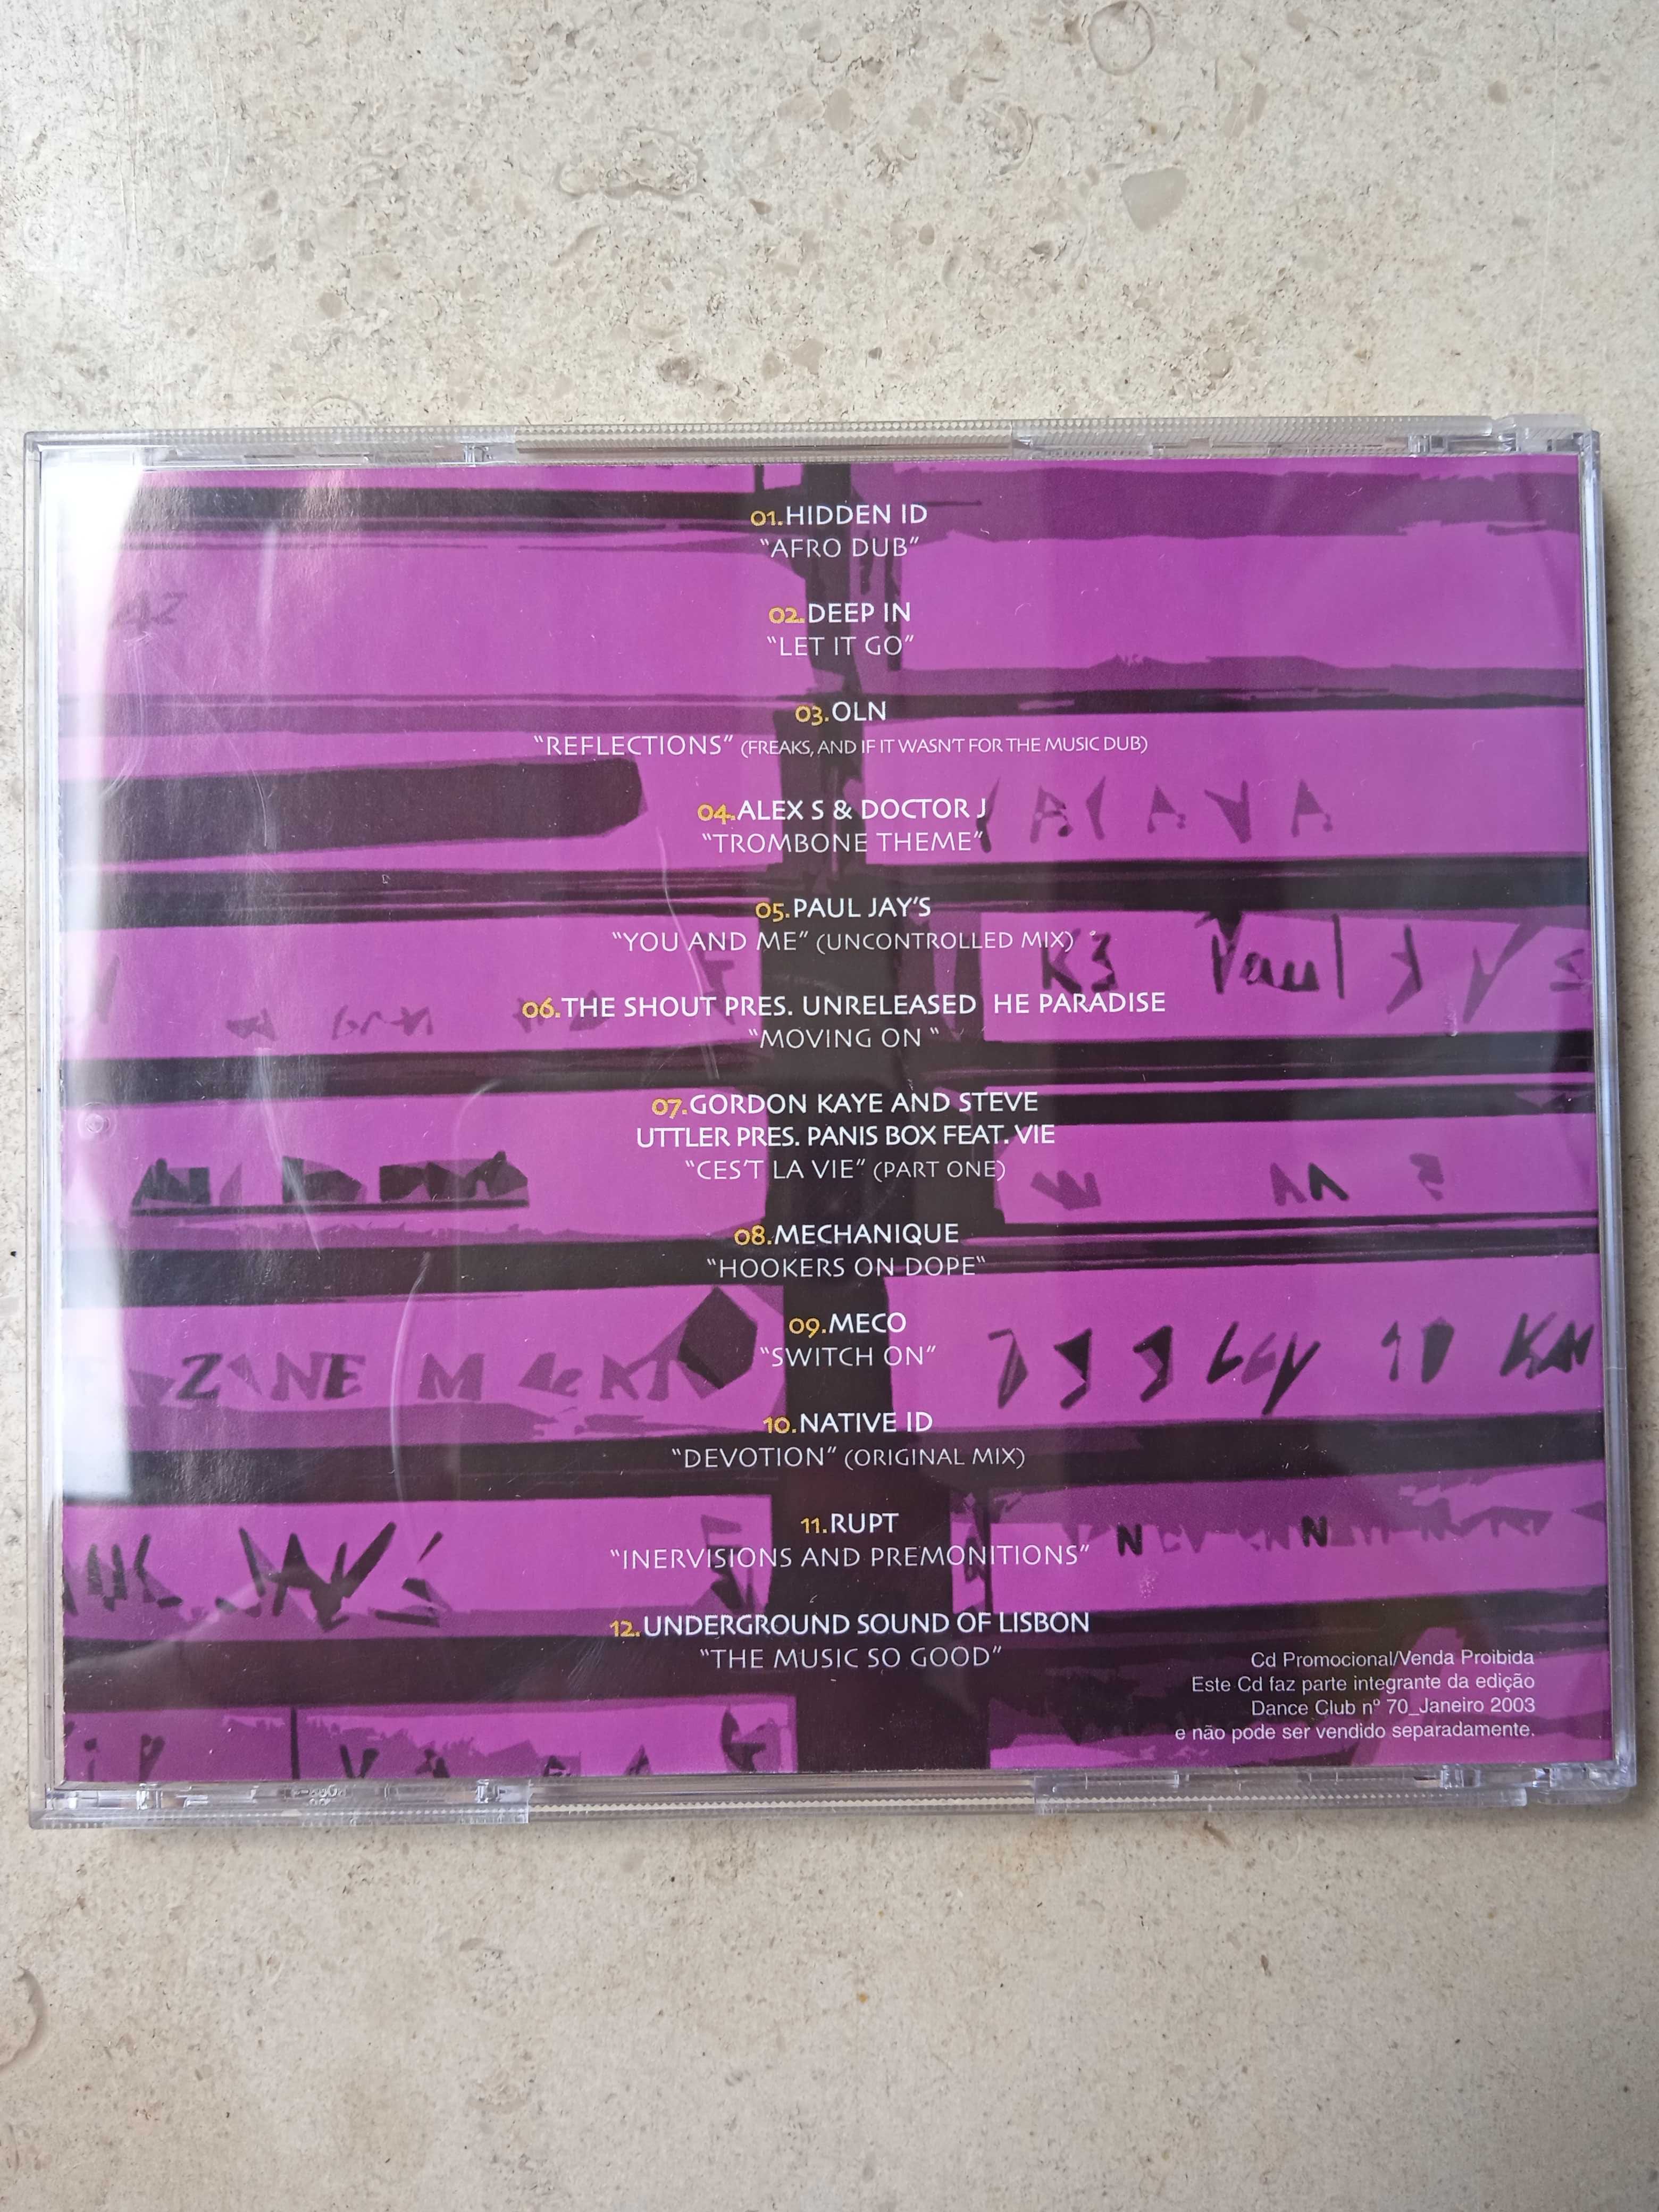 01.HIDDEN ID
"AFRO DUB"
02.DEEP IN
"LET IT GO"
03.OLN
"REFLECTIONS" (FREAKS, AND IF IT WASN'T FOR THE MUSIC DUB)
04.ALEX S & DOCTOR J
"TROMBONE THEME"
05.PAUL JAY'S
"YOU AND ME" (UNCONTROLLED MIX)
K3 Paul
06.THE SHOUT PRES. UNRELEASED HE PARADISE
"MOVING ON "
07.GORDON KAYE AND STEVE
UTTLER PRES. PANIS BOX FEAT. VIE
"CES'T LA VIE" (PART ONE)
08.MECHANIQUE
"HOOKERS ON DOPE"
09.MECO
"SWITCH ON"
10.NATIVE ID
"DEVOTION" (ORIGINAL MIX)
11.RUPT
"INERVISIONS AND PREMONITIONS"
12.UNDERGROUND SOUND OF LISBON
"THE MUSIC SO GOOD"
Cd Promocional/Venda Proibida
Este Cd faz parte integrante da edição
Dance Club nº 70_Janeiro 2003
e não pode ser vendido separadamente.